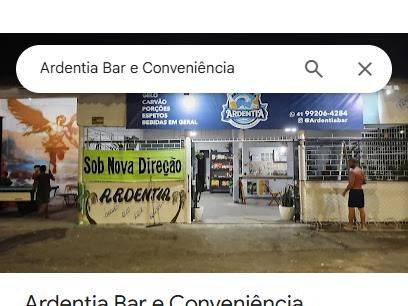 Ardentia Bar e Conveniência
GELO
CARVÃO
PORÇÕES
ESPETOS
BEBIDAS EM GERAL
ARDENTIA
41 99206-4284
@Ardentiabar
Sob Nova Direção
ARDENTIA
Ardentia Bar e Conveniência